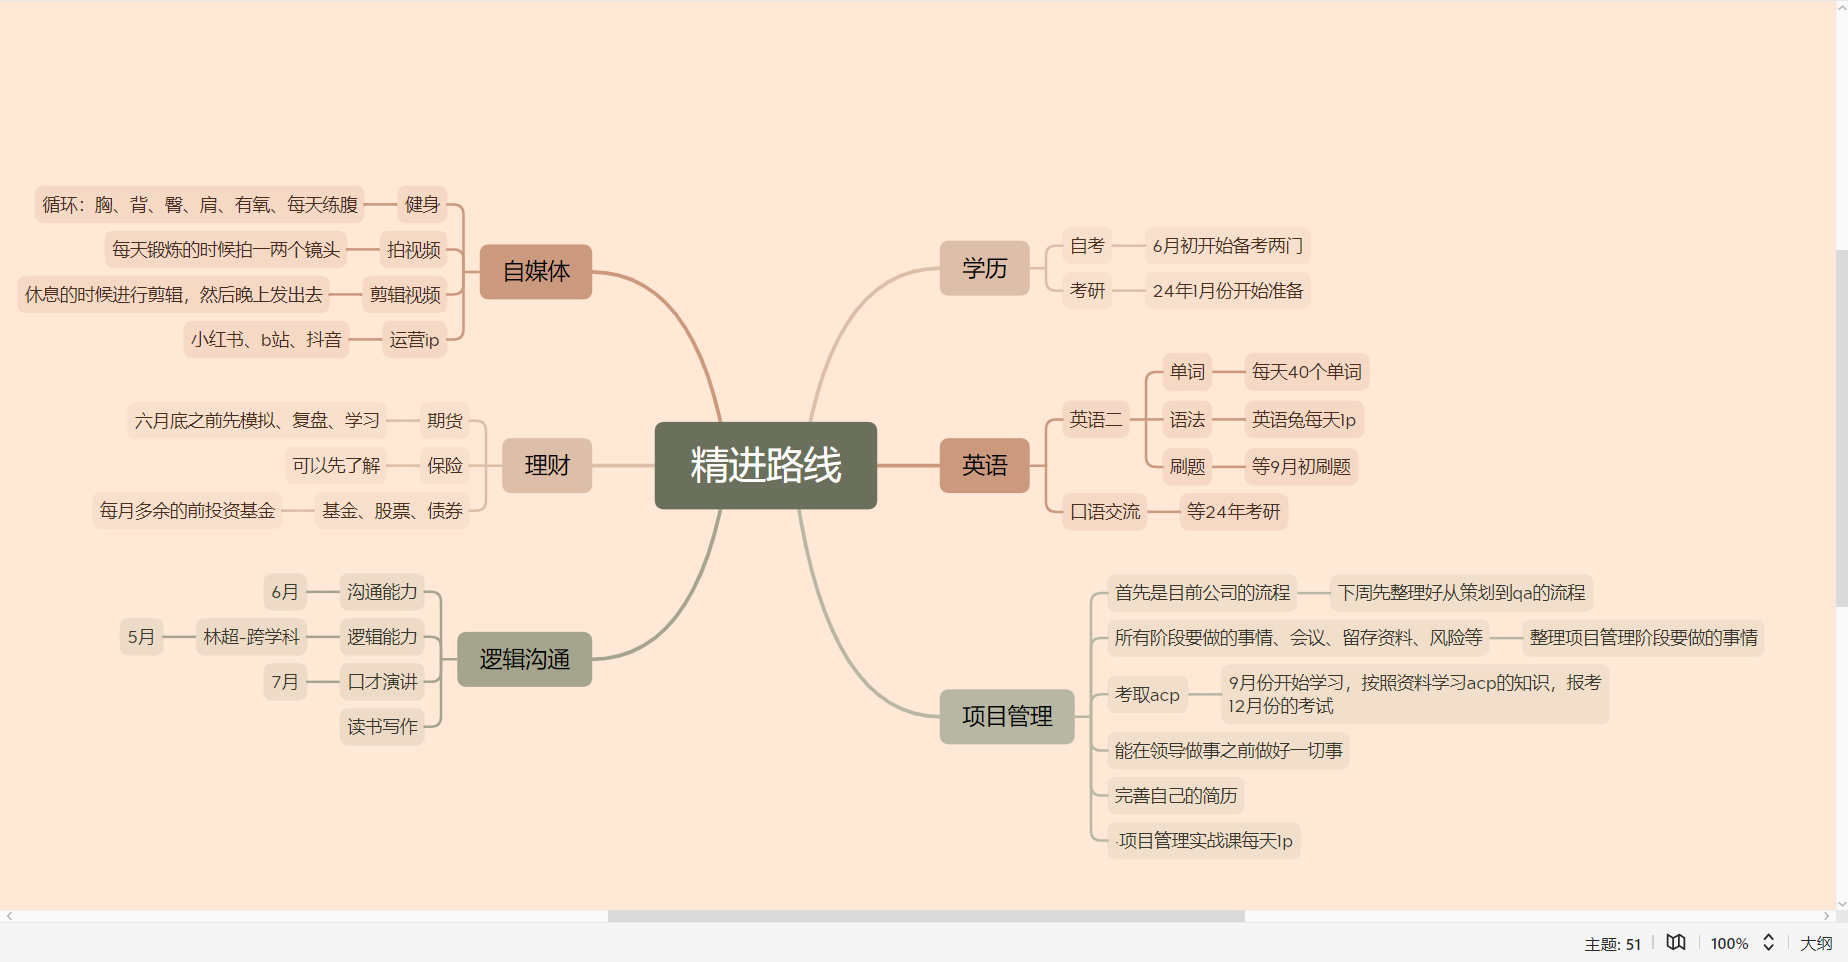 精进路线
自媒体
健身
循环：胸、背、臀、肩、有氧、每天练腹
拍视频
每天锻炼的时候拍一两个镜头
剪辑视频
休息的时候进行剪辑，然后晚上发出去
运营ip
小红书、b站、抖音
理财
期货
六月底之前先模拟、复盘、学习
保险
可以先了解
基金、股票、债券
每月多余的前投资基金
逻辑沟通
沟通能力
6月
逻辑能力
林超-跨学科
5月
口才演讲
7月
读书写作
学历
自考
6月初开始备考两门
考研
24年1月份开始准备
英语
英语二
单词
每天40个单词
语法
英语兔每天1p
刷题
等9月初刷题
口语交流
等24年考研
项目管理
首先是目前公司的流程
下周先整理好从策划到qa的流程
所有阶段要做的事情、会议、留存资料、风险等
整理项目管理阶段要做的事情
考取acp
9月份开始学习，按照资料学习acp的知识，报考
12月份的考试
能在领导做事之前做好一切事
完善自己的简历
·项目管理实战课每天1p
主题: 51
100%
大纲